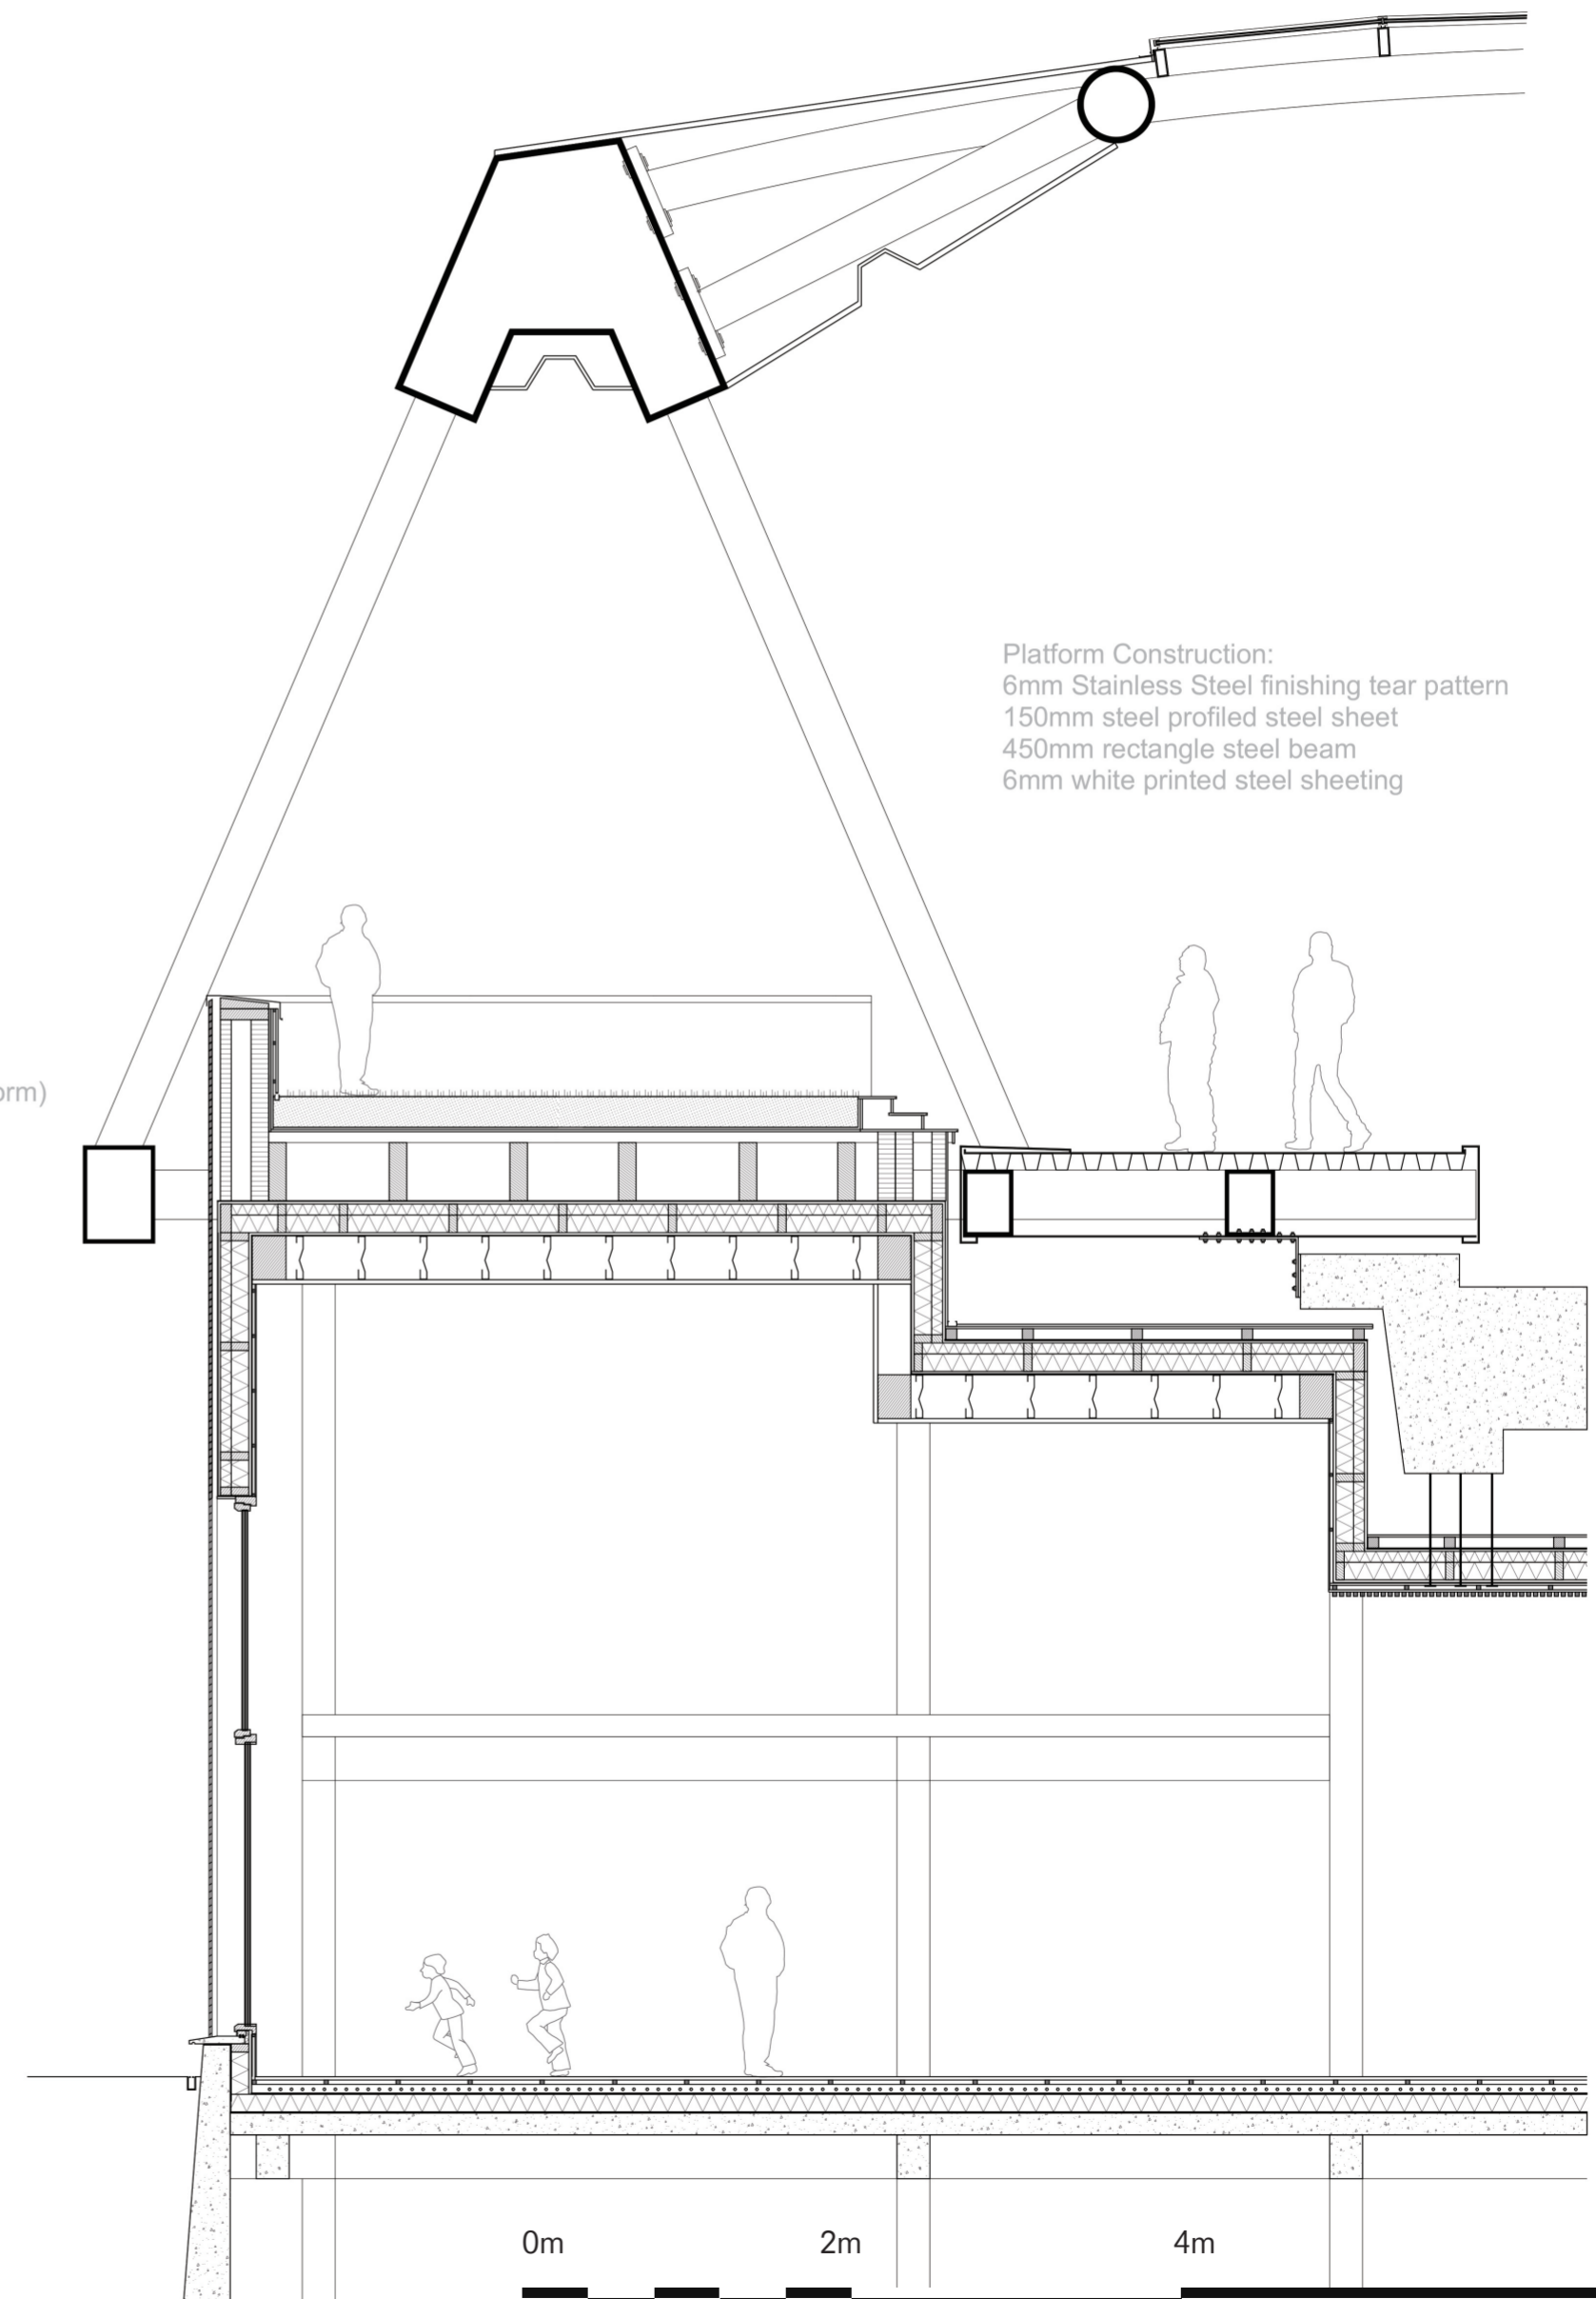 Platform Construction:
6mm Stainless Steel finishing tear pattern
150mm steel profiled steel sheet
450mm rectangle steel beam
6mm white printed steel sheeting
orm)
0m 2m 4m